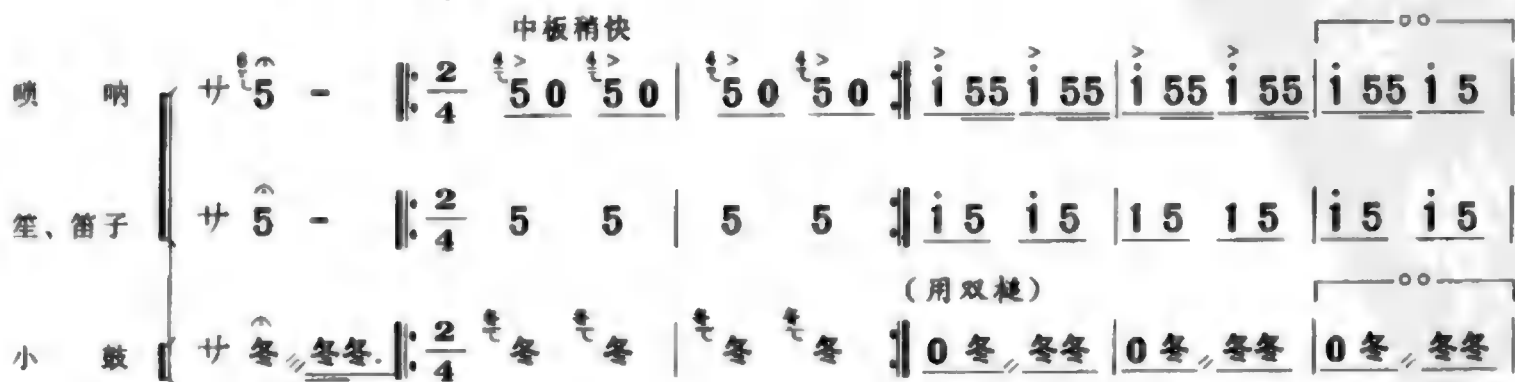 中板稍快
唢 呐 サ 5 - 2/4 5 0 5 0 | 5 0 5 0 i 55 i 55 | i 55 i 55 | i 55 i 5 |
笙、笛子 サ 5 - 2/4 5 5 | 5 5 i 5 i 5 | 1 5 1 5 | i 5 i 5 |
(用双槌)
小 鼓 サ 冬 冬冬. 2/4 冬 冬 | 冬 冬 0 冬 冬冬 | 0 冬 冬冬 | 0 冬 冬冬 |